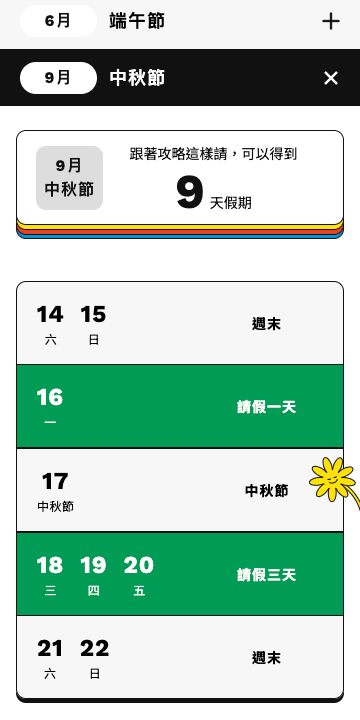 6月 端午節
9月 中秋節
9月
中秋節
跟著攻略這樣請，可以得到
9 天假期
14 15 週末
六 日
16 請假一天
一
17 中秋節
中秋節
18 19 20 請假三天
三 四 五
21 22 週末
六 日